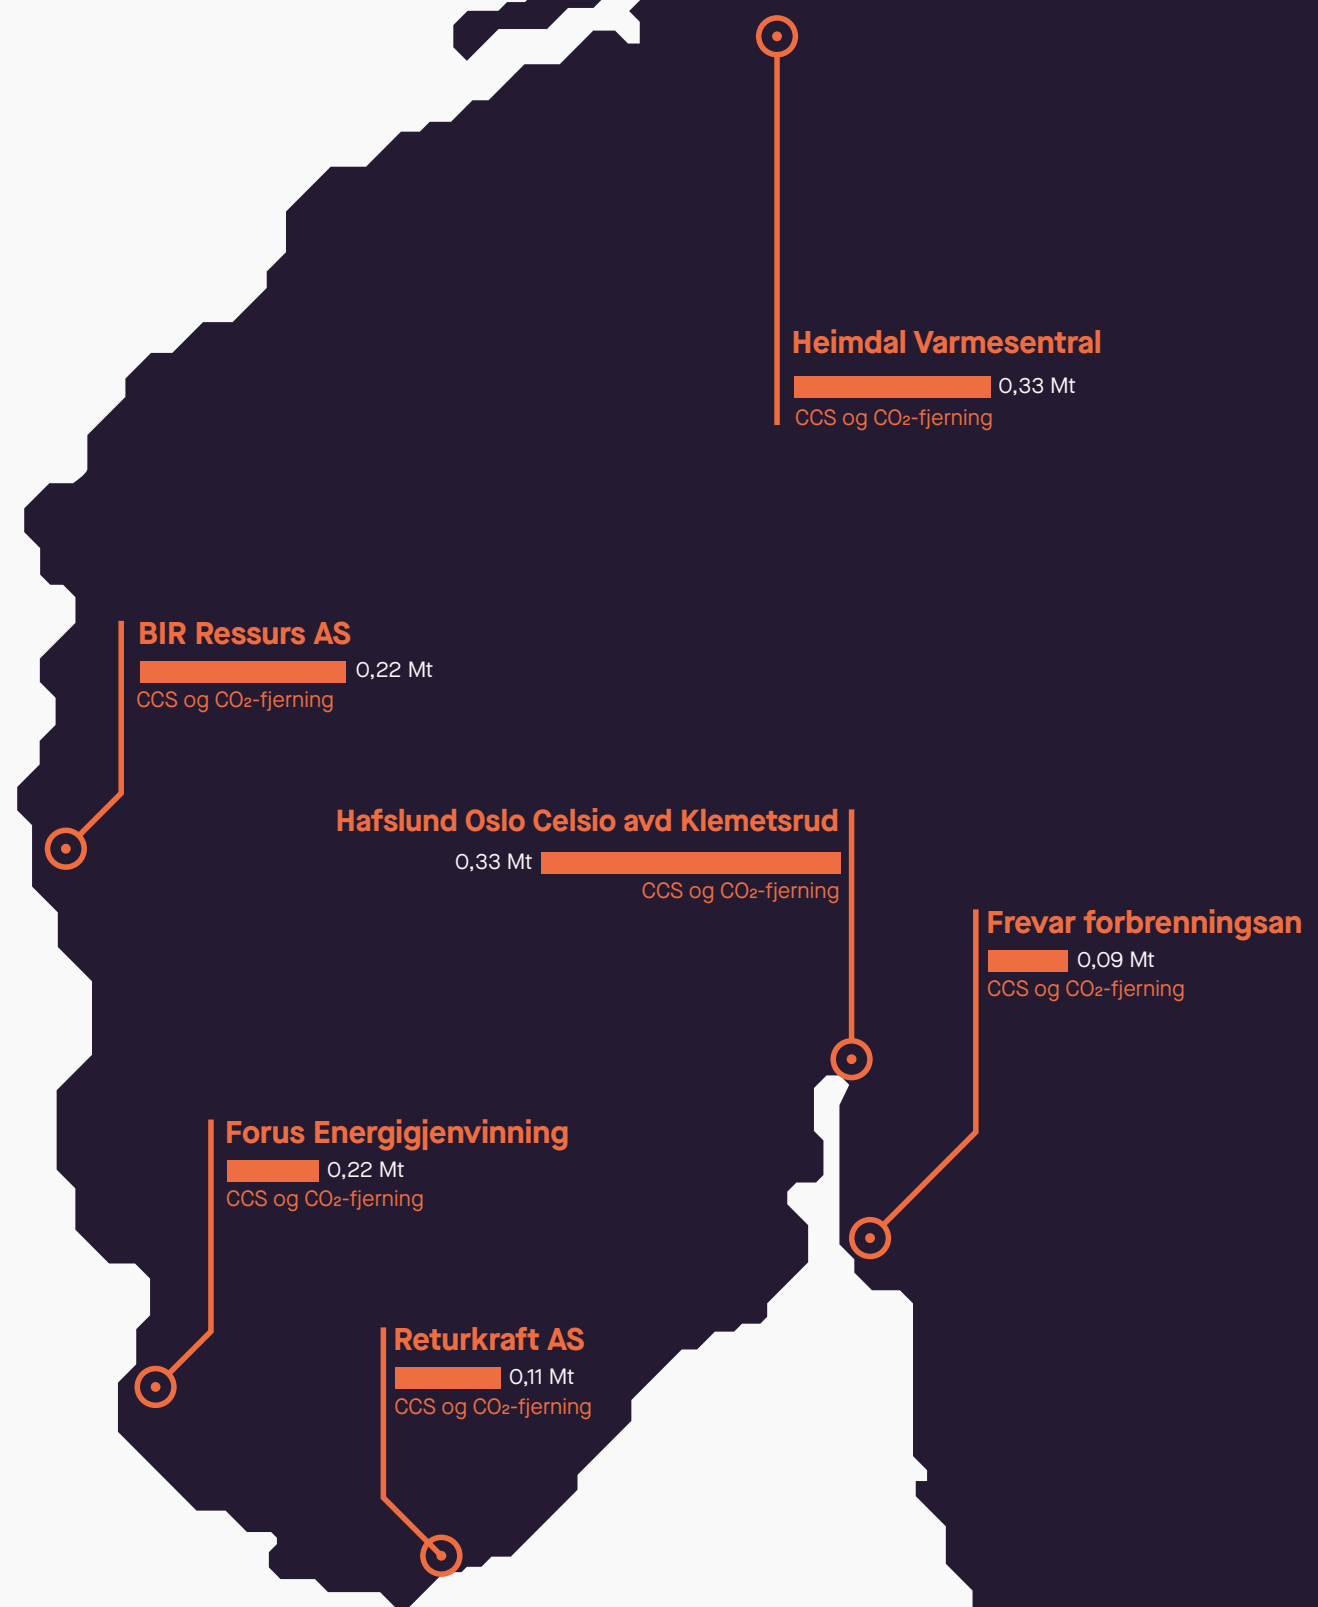 Heimdal Varmesentral
0,33 Mt
CCS og CO₂-fjerning
BIR Ressurs AS
0,22 Mt
CCS og CO₂-fjerning
Hafslund Oslo Celsio avd Klemetsrud
0,33 Mt
CCS og CO₂-fjerning
Frevar forbrenningsan
0,09 Mt
CCS og CO₂-fjerning
Forus Energigjenvinning
0,22 Mt
CCS og CO₂-fjerning
Returkraft AS
0,11 Mt
CCS og CO₂-fjerning